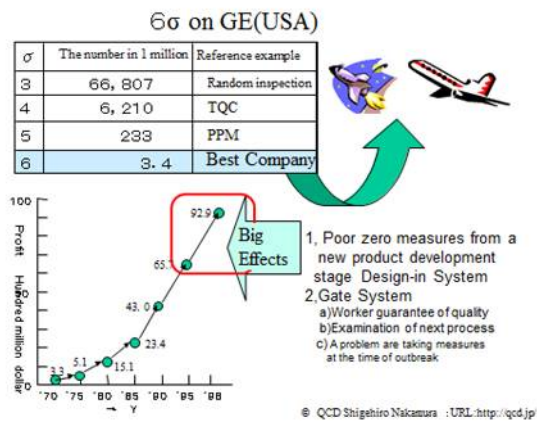 6σ on GE(USA)
σ The number in 1 million Reference example
3 66,807 Random inspection
4 6,210 TQC
5 233 PPM
6 3.4 Best Company
100
92.9
65.
43.0
23.4
15.1
5.1
3.3
0
Profit Hundred million dollar
'70 '75 '80 '85 '90 '95 '98
→ Y
Big
Effects
1, Poor zero measures from a
new product development
stage Design-in System
2,Gate System
a)Worker guarantee of quality
b)Examination of next process
c) A problem are taking measures
at the time of outbreak
© QCD Shigehiro Nakamura :URL:http://qcd.jp/